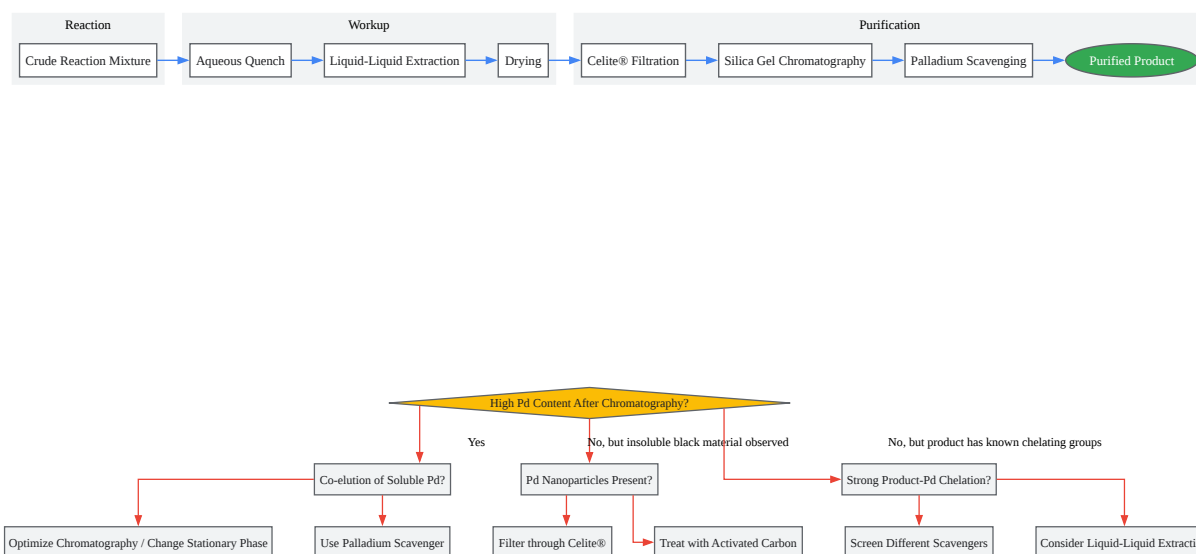 Reaction
Workup
Purification
Crude Reaction Mixture
Aqueous Quench
Liquid-Liquid Extraction
Drying
Celite® Filtration
Silica Gel Chromatography
Palladium Scavenging
Purified Product
High Pd Content After Chromatography?
Yes
No, but insoluble black material observed
No, but product has known chelating groups
Co-elution of Soluble Pd?
Pd Nanoparticles Present?
Strong Product-Pd Chelation?
Optimize Chromatography / Change Stationary Phase
Use Palladium Scavenger
Filter through Celite®
Treat with Activated Carbon
Screen Different Scavengers
Consider Liquid-Liquid Extracti